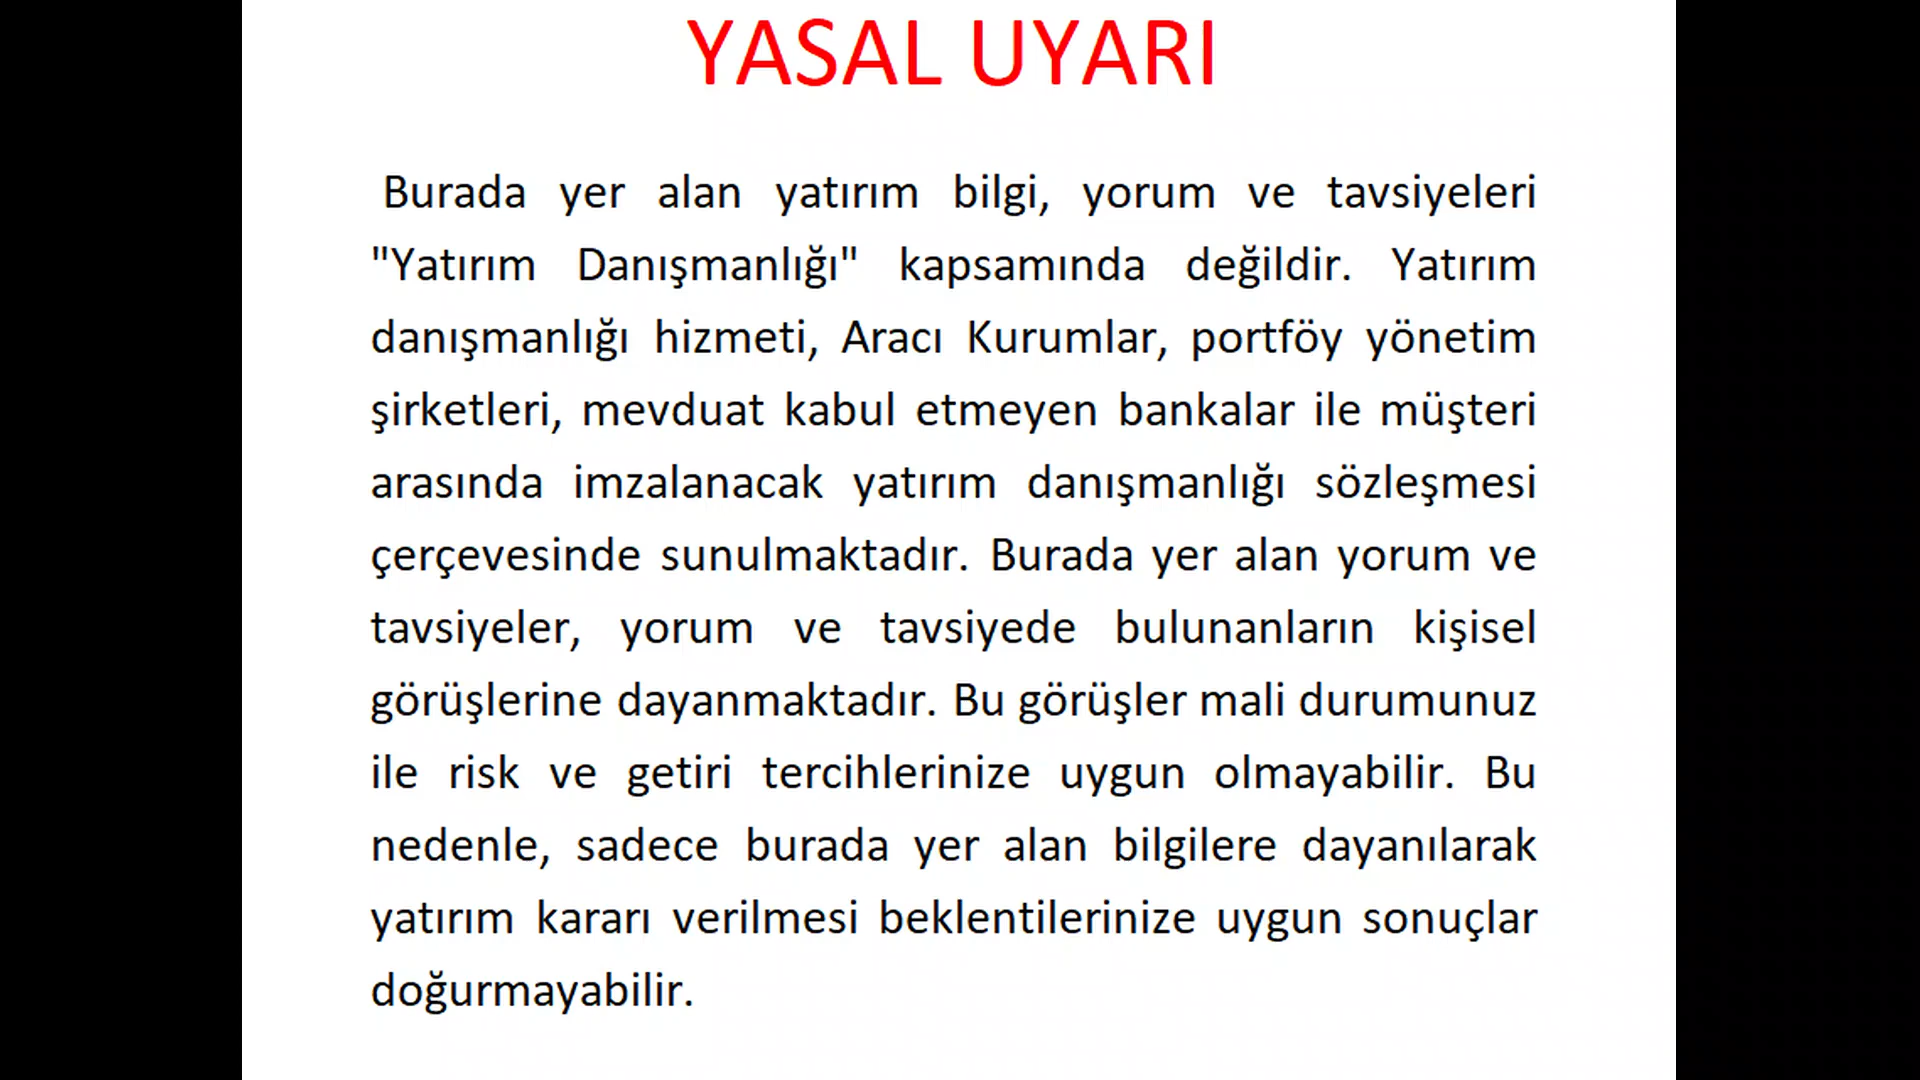 YASAL UYARI
Burada yer alan yatırım bilgi, yorum ve tavsiyeleri
"Yatırım Danışmanlığı" kapsamında değildir. Yatırım
danışmanlığı hizmeti, Aracı Kurumlar, portföy yönetim
şirketleri, mevduat kabul etmeyen bankalar ile müşteri
arasında imzalanacak yatırım danışmanlığı sözleşmesi
çerçevesinde sunulmaktadır. Burada yer alan yorum ve
tavsiyeler, yorum ve tavsiyede bulunanların kişisel
görüşlerine dayanmaktadır. Bu görüşler mali durumunuz
ile risk ve getiri tercihlerinize uygun olmayabilir. Bu
nedenle, sadece burada yer alan bilgilere dayanılarak
yatırım kararı verilmesi beklentilerinize uygun sonuçlar
doğurmayabilir.